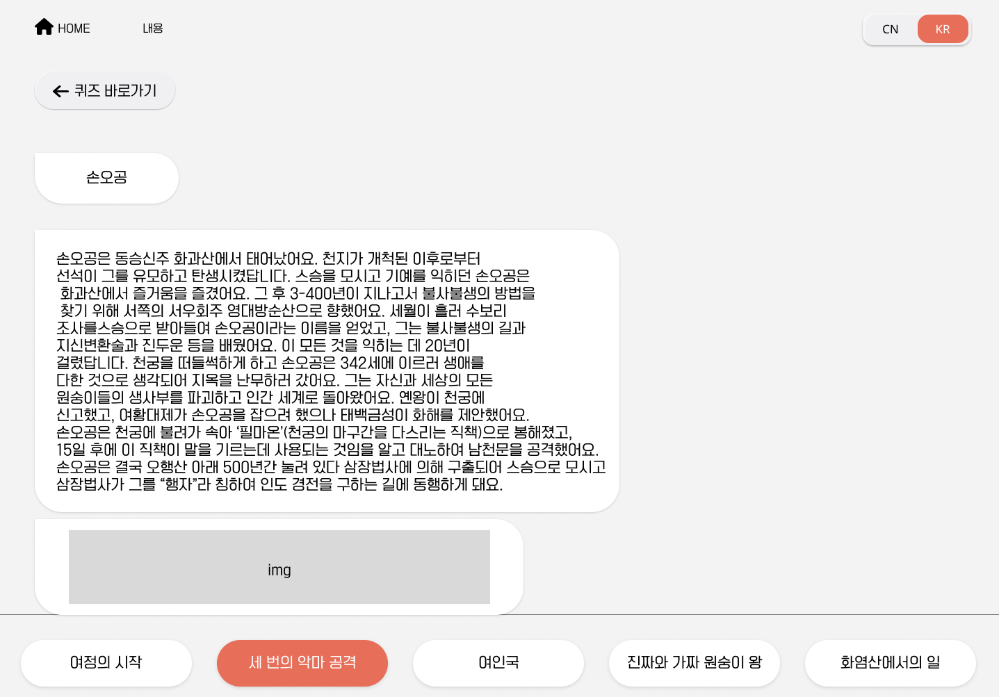 HOME
내용
CN
KR
퀴즈 바로가기
손오공
손오공은 동승신주 화과산에서 태어났어요. 천지가 개척된 이후로부터
선석이 그를 유모하고 탄생시켰답니다. 스승을 모시고 기예를 익히던 손오공은
화과산에서 즐거움을 즐겼어요. 그 후 3-400년이 지나고서 불사불생의 방법을
찾기 위해 서쪽의 서우회주 영대방순산으로 향했어요. 세월이 흘러 수보리
조사를스승으로 받아들여 손오공이라는 이름을 얻었고, 그는 불사불생의 길과
지신변환술과 진두운 등을 배웠어요. 이 모든 것을 익히는 데 20년이
걸렸답니다. 천궁을 떠들썩하게 하고 손오공은 342세에 이르러 생애를
다한 것으로 생각되어 지옥을 난무하러 갔어요. 그는 자신과 세상의 모든
원숭이들의 생사부를 파괴하고 인간 세계로 돌아왔어요. 옌왕이 천궁에
신고했고, 여황대제가 손오공을 잡으려 했으나 태백금성이 화해를 제안했어요.
손오공은 천궁에 불려가 속아 ‘필마온’(천궁의 마구간을 다스리는 직책)으로 봉해졌고,
15일 후에 이 직책이 말을 기르는데 사용되는 것임을 알고 대노하여 남천문을 공격했어요.
손오공은 결국 오행산 아래 500년간 눌려 있다 삼장법사에 의해 구출되어 스승으로 모시고
삼장법사가 그를 “행자”라 칭하여 인도 경전을 구하는 길에 동행하게 돼요.
img
여정의 시작
세 번의 악마 공격
여인국
진짜와 가짜 원숭이 왕
화염산에서의 일